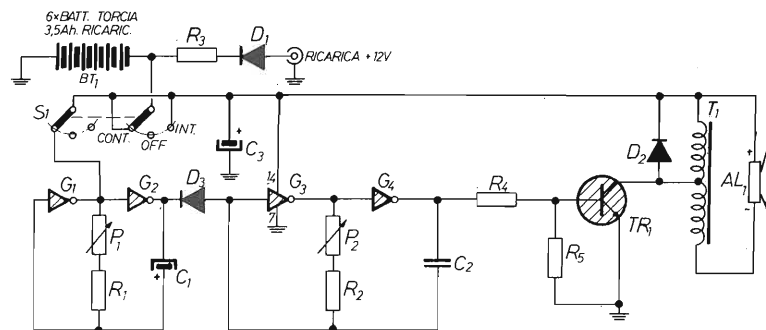 6×BATT. TORCIA
3,5Ah. RICARIC.
BT1
R3
D1
RICARICA +12V
S1
CONT.
OFF
INT.
+
C3
D2
T1
+
AL1
-
G1
G2
D3
14
G3
7
G4
R4
TR1
P1
R1
+
C1
P2
R2
C2
R5